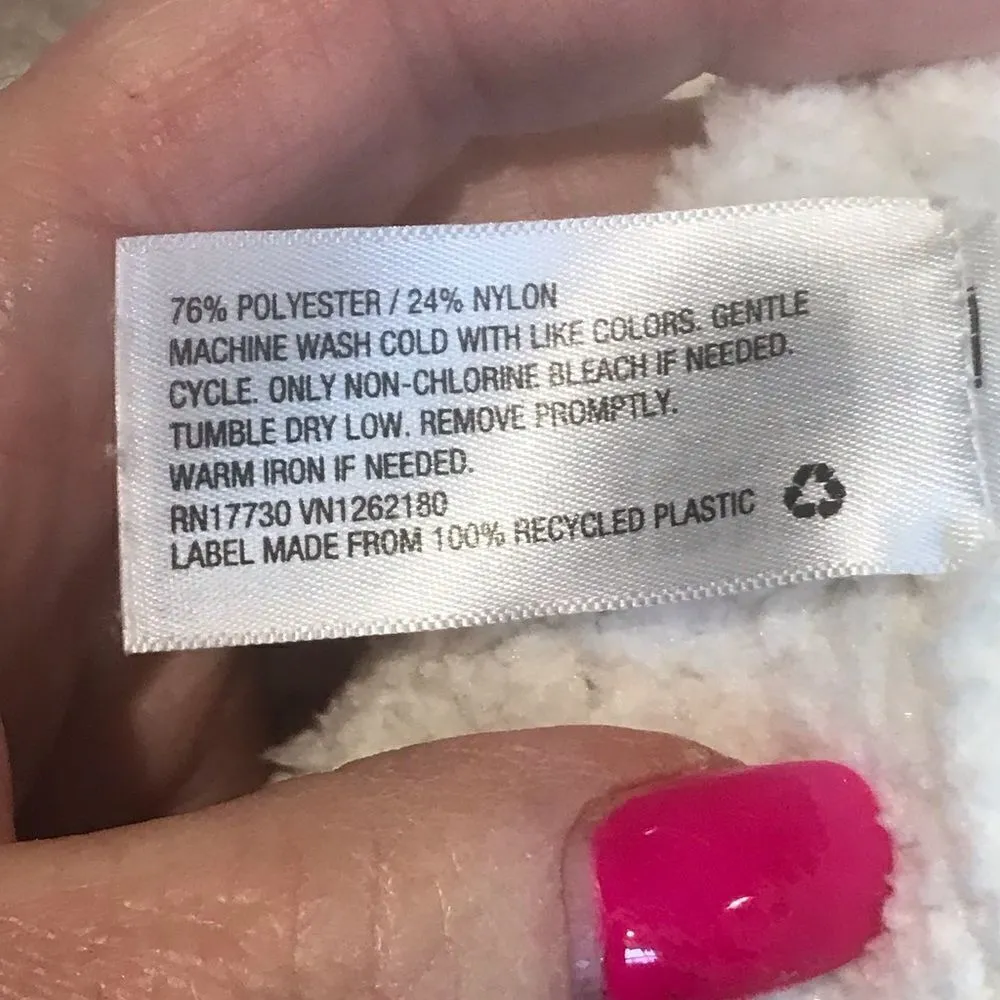 76% POLYESTER / 24% NYLON
MACHINE WASH COLD WITH LIKE COLORS. GENTLE
CYCLE. ONLY NON-CHLORINE BLEACH IF NEEDED.
TUMBLE DRY LOW. REMOVE PROMPTLY.
WARM IRON IF NEEDED.
RN17730 VN1262180
LABEL MADE FROM 100% RECYCLED PLASTIC